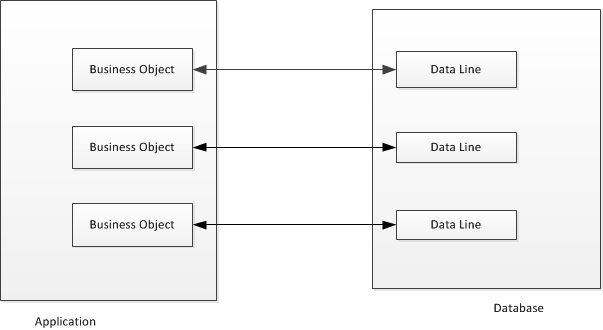 Business Object
Data Line
Business Object
Data Line
Business Object
Data Line
Application
Database